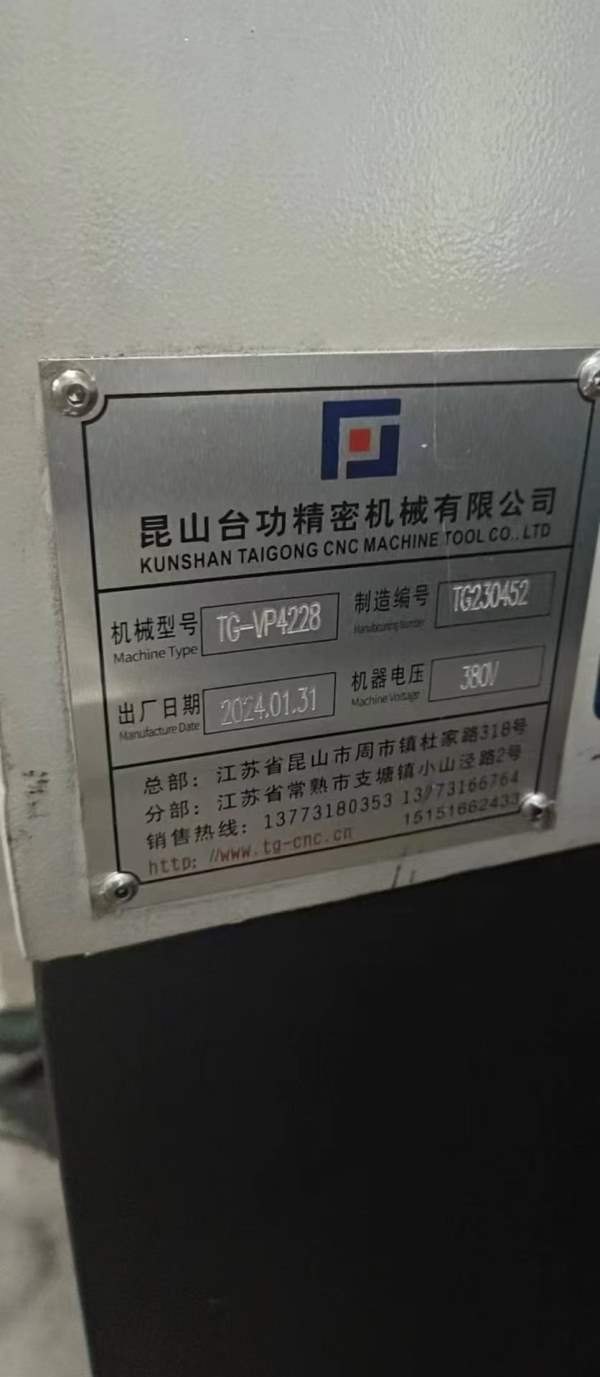 昆山台功精密机械有限公司
KUNSHAN TAIGONG CNC MACHINE TOOL CO.,LTD
机械型号 TG-VP4228 制造编号 TG230452
Machine Type Manufacturing Number
出厂日期 2024.01.31 机器电压 380V
Manufacture Date Machine Voltage
总部：江苏省昆山市周市镇杜家路318号
分部：江苏省常熟市支塘镇小山泾路2号
销售热线：13773180353 13773166764
15151662433
http://www.tg-cnc.cn